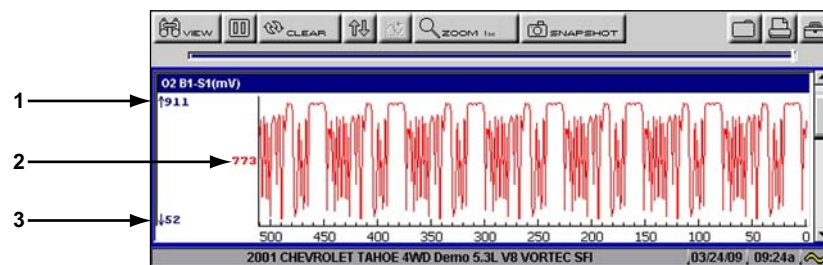 VIEW CLEAR ZOOM 1x SNAPSHOT
O2 B1-S1(mV)
1 ↑911
2 773
3 ↓52
500 450 400 350 300 250 200 150 100 50 0
2001 CHEVROLET TAHOE 4WD Demo 5.3L V8 VORTEC SFI 03/24/09 09:24a